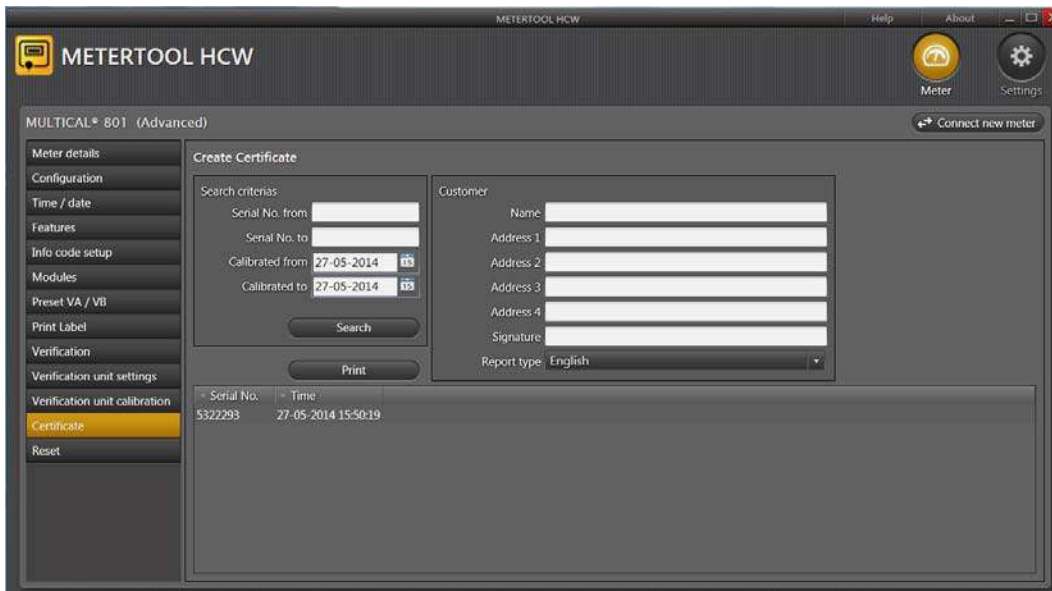 METERTOOL HCW
Help
About
METERTOOL HCW
Meter
Settings
MULTICAL® 801 (Advanced)
Connect new meter
Meter details
Configuration
Time / date
Features
Info code setup
Modules
Preset VA / VB
Print Label
Verification
Verification unit settings
Verification unit calibration
Certificate
Reset
Create Certificate
Search criterias
Serial No. from
Serial No. to
Calibrated from 27-05-2014 15
Calibrated to 27-05-2014 15
Search
Print
Customer
Name
Address 1
Address 2
Address 3
Address 4
Signature
Report type English
Serial No. Time
5322293 27-05-2014 15:50:19